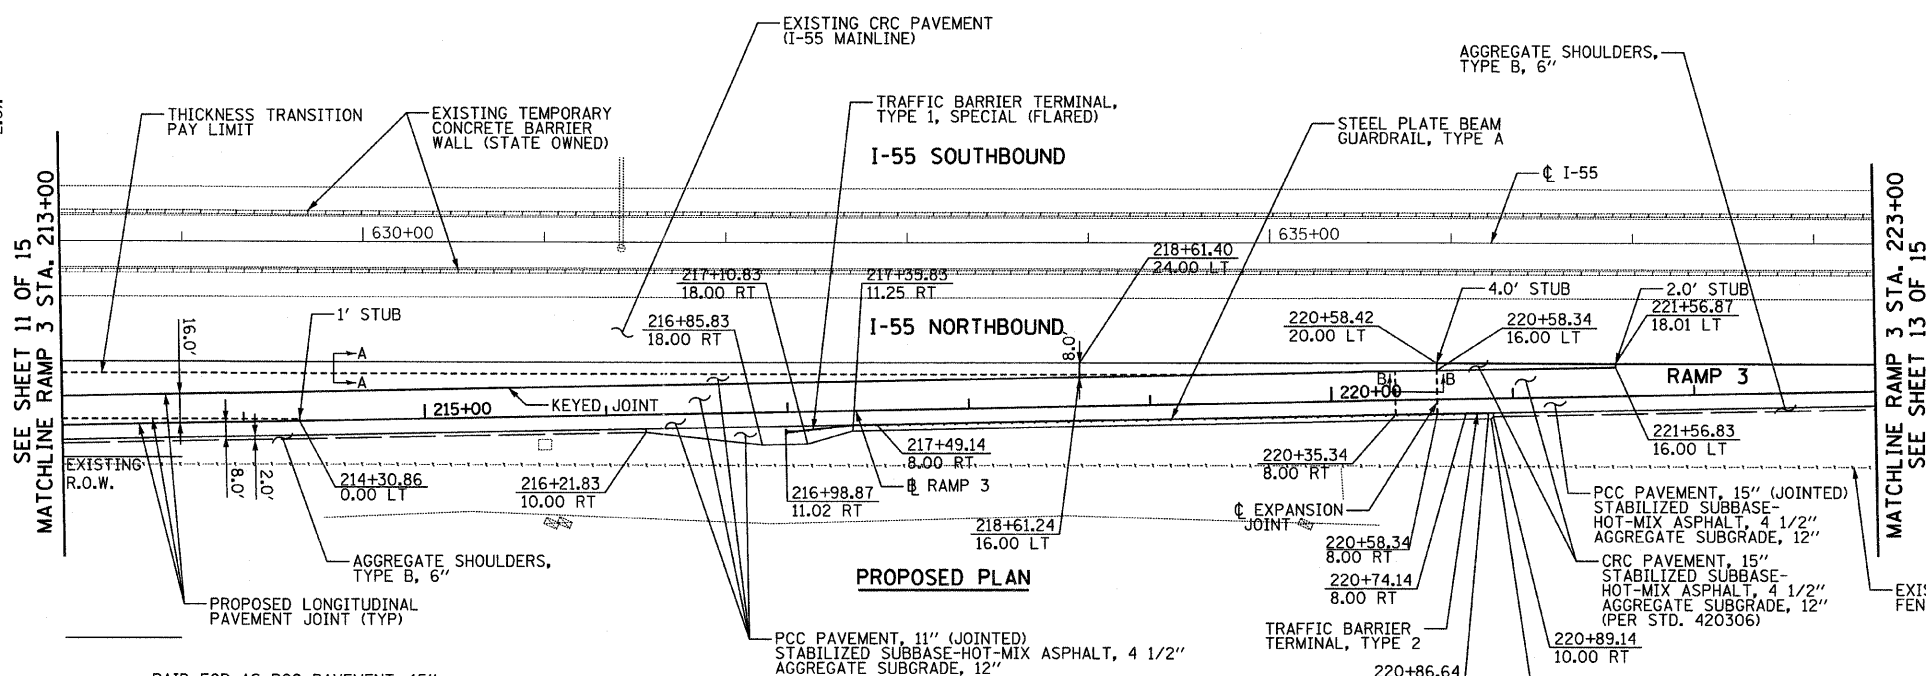 EXISTING CRC PAVEMENT
(I-55 MAINLINE)
AGGREGATE SHOULDERS,
TYPE B, 6"
THICKNESS TRANSITION
PAY LIMIT
EXISTING TEMPORARY
CONCRETE BARRIER
WALL (STATE OWNED)
TRAFFIC BARRIER TERMINAL,
TYPE 1, SPECIAL (FLARED)
STEEL PLATE BEAM
GUARDRAIL, TYPE A
I-55 SOUTHBOUND
℄ I-55
SEE SHEET 11 OF 15
MATCHLINE RAMP 3 STA. 213+00
MATCHLINE RAMP 3 STA. 223+00
SEE SHEET 13 OF 15
630+00
635+00
218+61.40
24.00 LT
217+10.83
18.00 RT
217+35.83
11.25 RT
4.0' STUB
2.0' STUB
1' STUB
216+85.83
18.00 RT
I-55 NORTHBOUND
8.0'
220+58.42
20.00 LT
220+58.34
16.00 LT
221+56.87
18.01 LT
16.0'
A
A
B
B
RAMP 3
215+00
KEYED JOINT
220+00
217+49.14
8.00 RT
221+56.83
16.00 LT
EXISTING
R.O.W.
8.0'
2.0'
214+30.86
0.00 LT
216+21.83
10.00 RT
216+98.87
11.02 RT
RAMP 3
220+35.34
8.00 RT
218+61.24
16.00 LT
℄ EXPANSION
JOINT
PCC PAVEMENT, 15" (JOINTED)
STABILIZED SUBBASE-
HOT-MIX ASPHALT, 4 1/2"
AGGREGATE SUBGRADE, 12"
220+58.34
8.00 RT
AGGREGATE SHOULDERS,
TYPE B, 6"
PROPOSED PLAN
220+74.14
8.00 RT
CRC PAVEMENT, 15"
STABILIZED SUBBASE-
HOT-MIX ASPHALT, 4 1/2"
AGGREGATE SUBGRADE, 12"
(PER STD. 420306)
PROPOSED LONGITUDINAL
PAVEMENT JOINT (TYP)
TRAFFIC BARRIER
TERMINAL, TYPE 2
220+89.14
10.00 RT
PCC PAVEMENT, 11" (JOINTED)
STABILIZED SUBBASE-HOT-MIX ASPHALT, 4 1/2"
AGGREGATE SUBGRADE, 12"
220+86.64